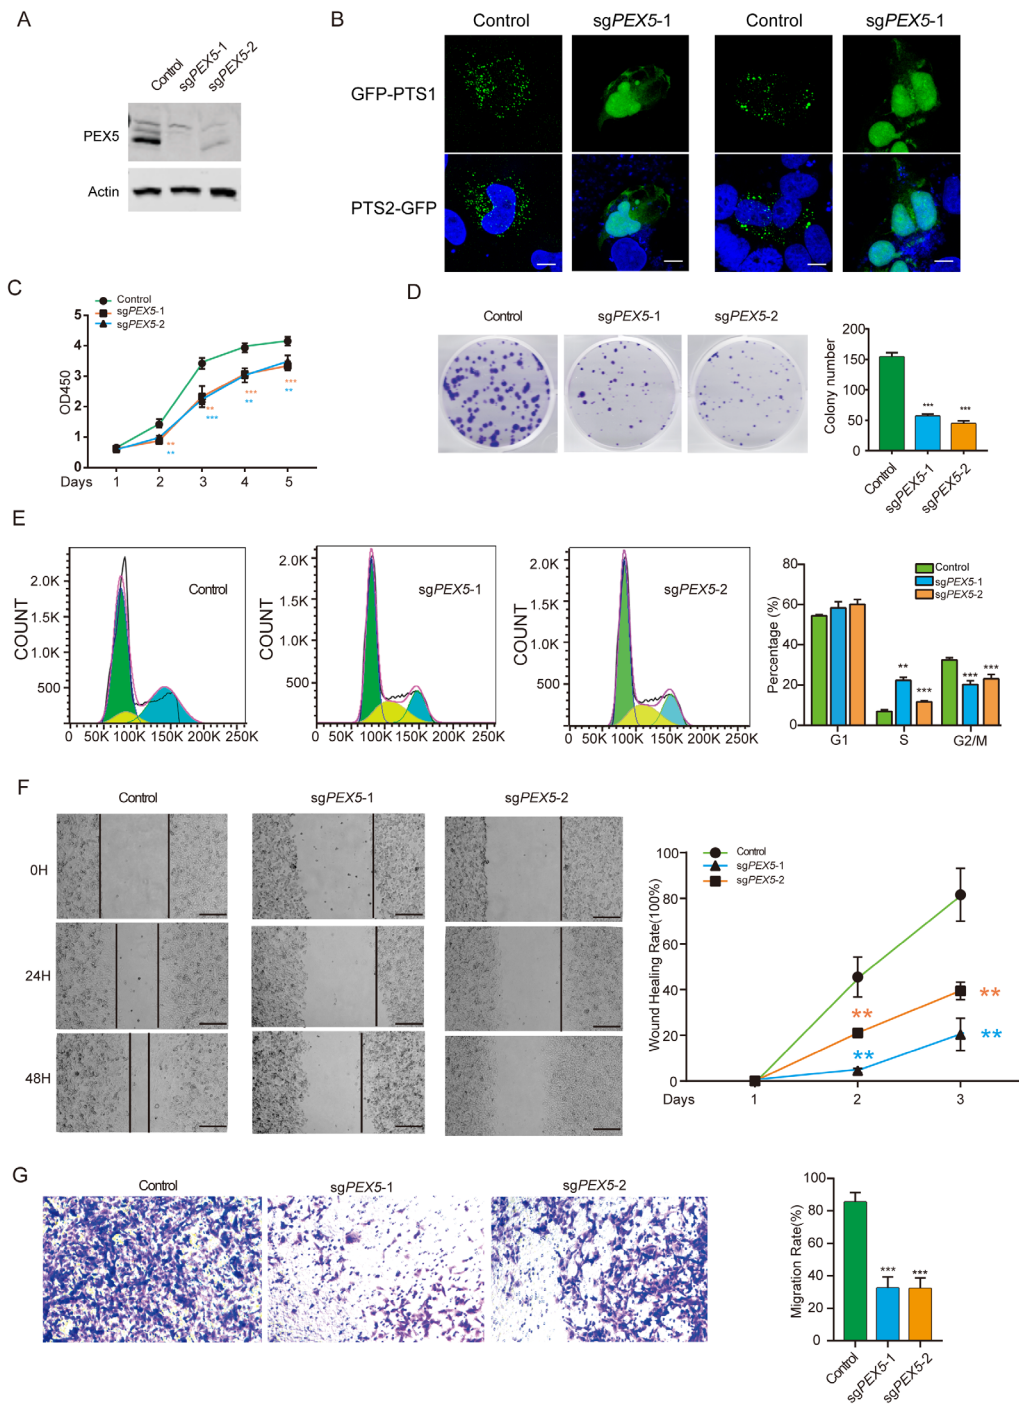 A
Control
sgPEX5-1
sgPEX5-2
PEX5
Actin
B
Control
sgPEX5-1
Control
sgPEX5-1
GFP-PTS1
PTS2-GFP
C
Control
sgPEX5-1
sgPEX5-2
OD450
5
4
3
2
1
0
**
**
**
***
***
**
***
**
Days 1 2 3 4 5
D
Control
sgPEX5-1
sgPEX5-2
Colony number
200
150
100
50
0
***
***
Control
sgPEX5-1
sgPEX5-2
E
COUNT
2.0K
1.5K
1.0K
500
Control
0 50K 100K 150K 200K 250K
COUNT
2.0K
1.5K
1.0K
500
sgPEX5-1
0 50K 100K 150K 200K 250K
COUNT
2.0K
1.5K
1.0K
500
sgPEX5-2
0 50K 100K 150K 200K 250K
Percentage (%)
80
60
40
20
0
Control
sgPEX5-1
sgPEX5-2
**
***
***
***
G1 S G2/M
F
Control
sgPEX5-1
sgPEX5-2
0H
24H
48H
Wound Healing Rate(100%)
100
80
60
40
20
0
Control
sgPEX5-1
sgPEX5-2
**
**
**
**
Days 1 2 3
G
Control
sgPEX5-1
sgPEX5-2
Migration Rate(%)
100
80
60
40
20
0
***
***
Control
sgPEX5-1
sgPEX5-2